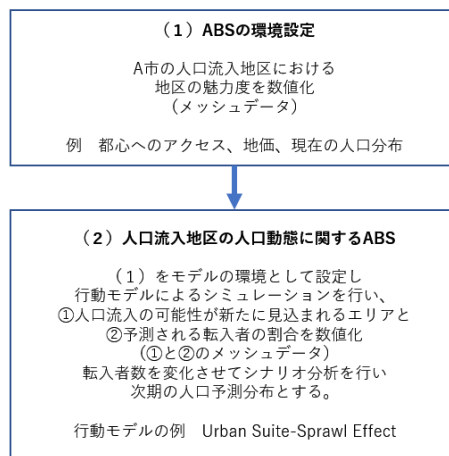 （１）ABSの環境設定
A市の人口流入地区における
地区の魅力度を数値化
（メッシュデータ）
例　都心へのアクセス、地価、現在の人口分布
（２）人口流入地区の人口動態に関するABS
（１）をモデルの環境として設定し
行動モデルによるシミュレーションを行い、
①人口流入の可能性が新たに見込まれるエリアと
②予測される転入者の割合を数値化
（①と②のメッシュデータ）
転入者数を変化させてシナリオ分析を行い
次期の人口予測分布とする。
行動モデルの例　Urban Suite-Sprawl Effect